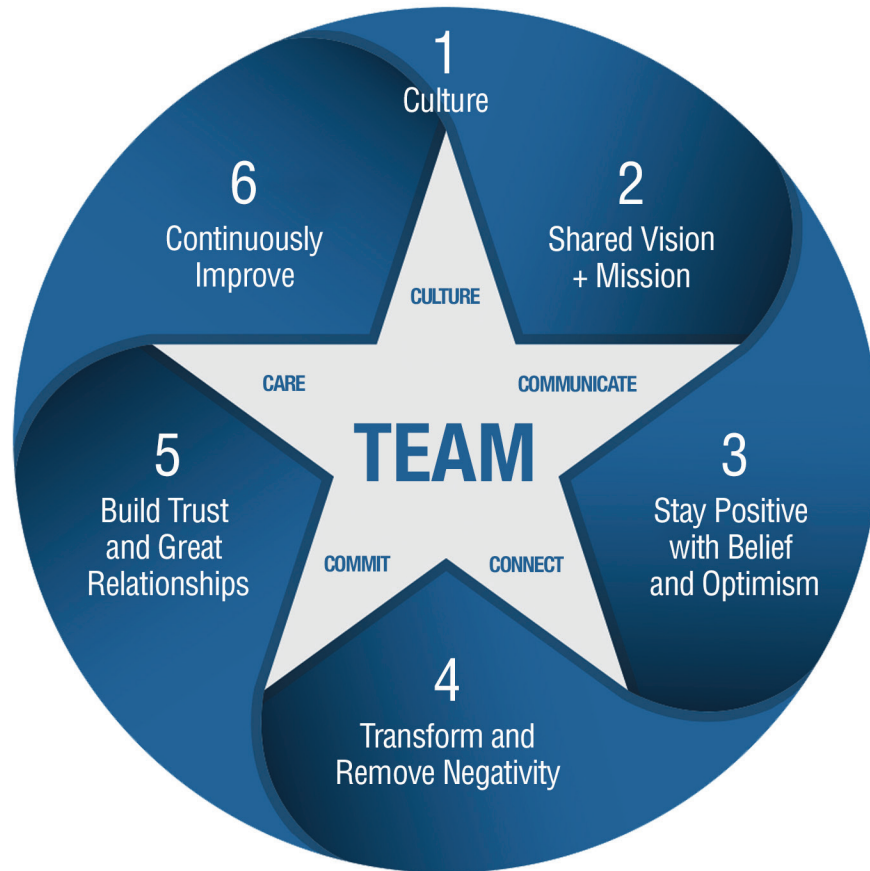 1
Culture
2
Shared Vision
+ Mission
3
Stay Positive
with Belief
and Optimism
4
Transform and
Remove Negativity
5
Build Trust
and Great
Relationships
6
Continuously
Improve
CULTURE
COMMUNICATE
CONNECT
COMMIT
CARE
TEAM